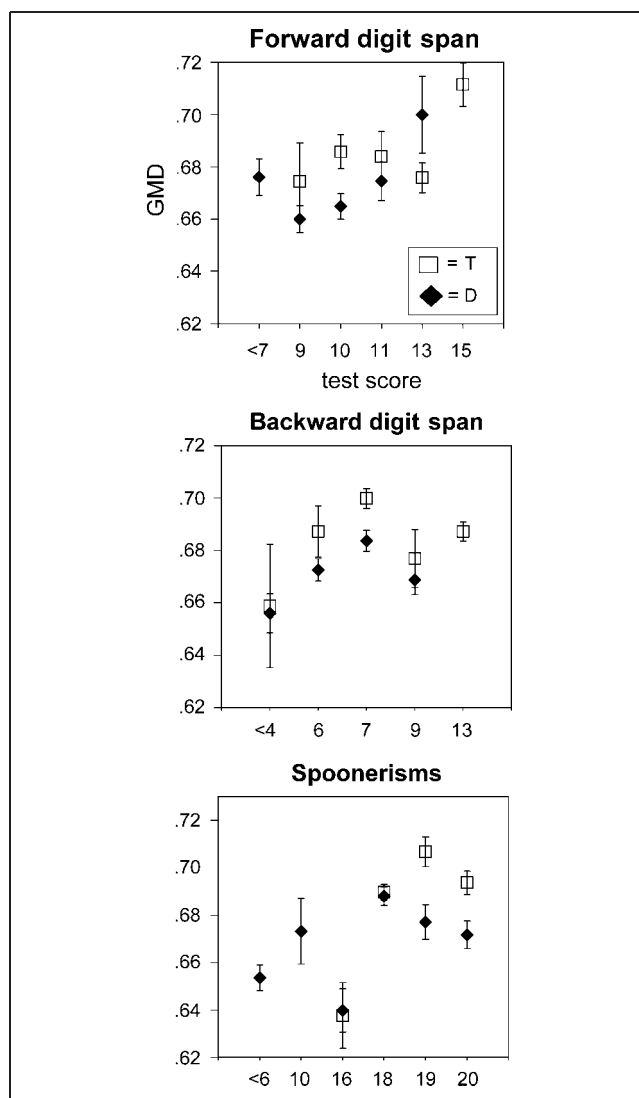 Forward digit span
.72
.70
.68
.66
.64
.62
GMD
= T
= D
<7 9 10 11 13 15
test score
Backward digit span
.72
.70
.68
.66
.64
.62
<4 6 7 9 13
Spoonerisms
.72
.70
.68
.66
.64
.62
<6 10 16 18 19 20